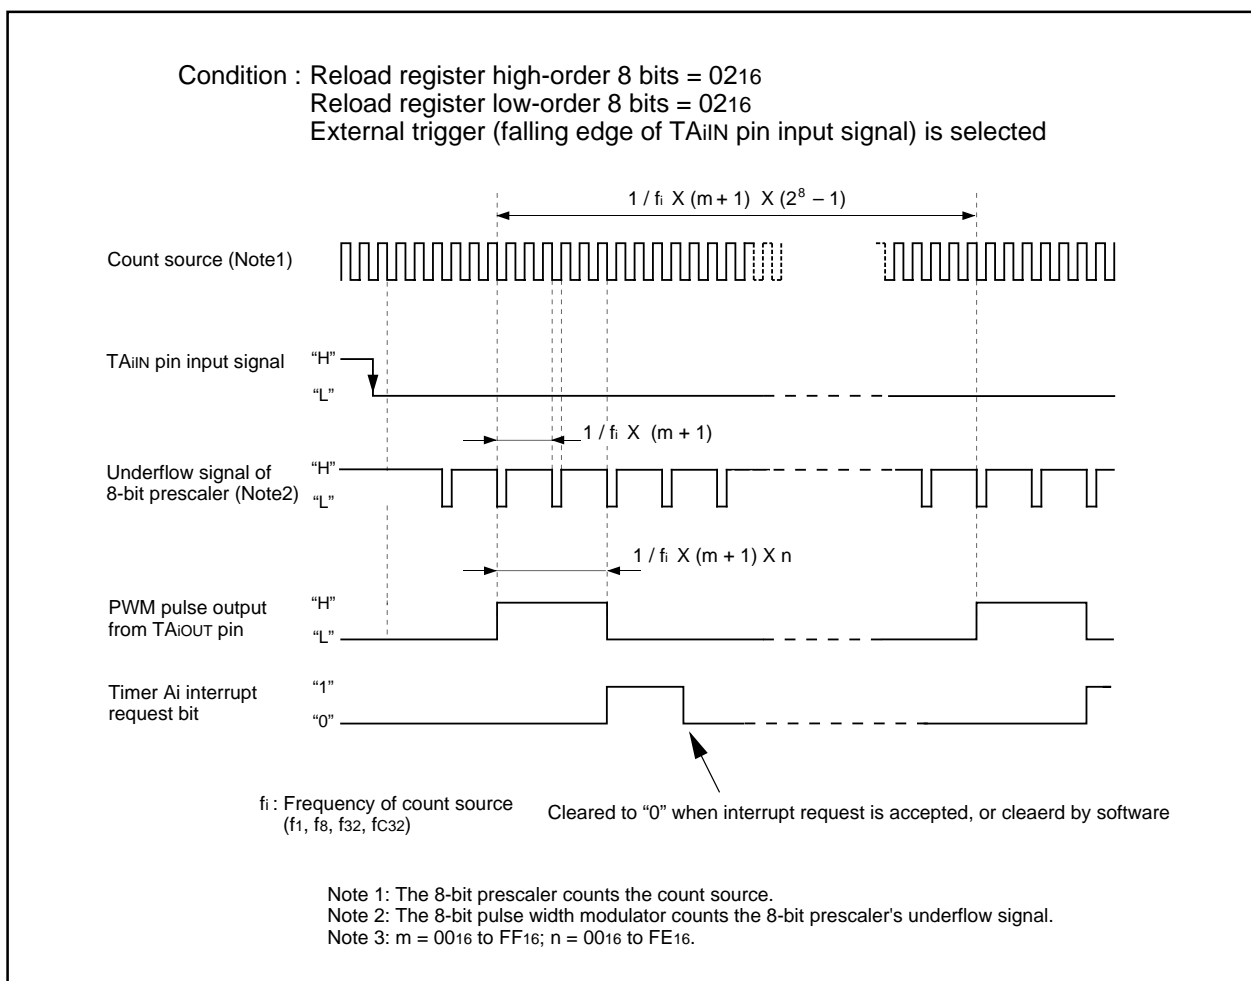 Condition : Reload register high-order 8 bits = 0216
Reload register low-order 8 bits = 0216
External trigger (falling edge of TAiIN pin input signal) is selected
1 / fi X (m + 1) X (2^8 – 1)
Count source (Note1)
TAiIN pin input signal
“H”
“L”
1 / fi X (m + 1)
Underflow signal of
8-bit prescaler (Note2)
“H”
“L”
1 / fi X (m + 1) X n
PWM pulse output
from TAiOUT pin
“H”
“L”
Timer Ai interrupt
request bit
“1”
“0”
fi : Frequency of count source
(f1, f8, f32, fC32)
Cleared to “0” when interrupt request is accepted, or cleaerd by software
Note 1: The 8-bit prescaler counts the count source.
Note 2: The 8-bit pulse width modulator counts the 8-bit prescaler's underflow signal.
Note 3: m = 0016 to FF16; n = 0016 to FE16.